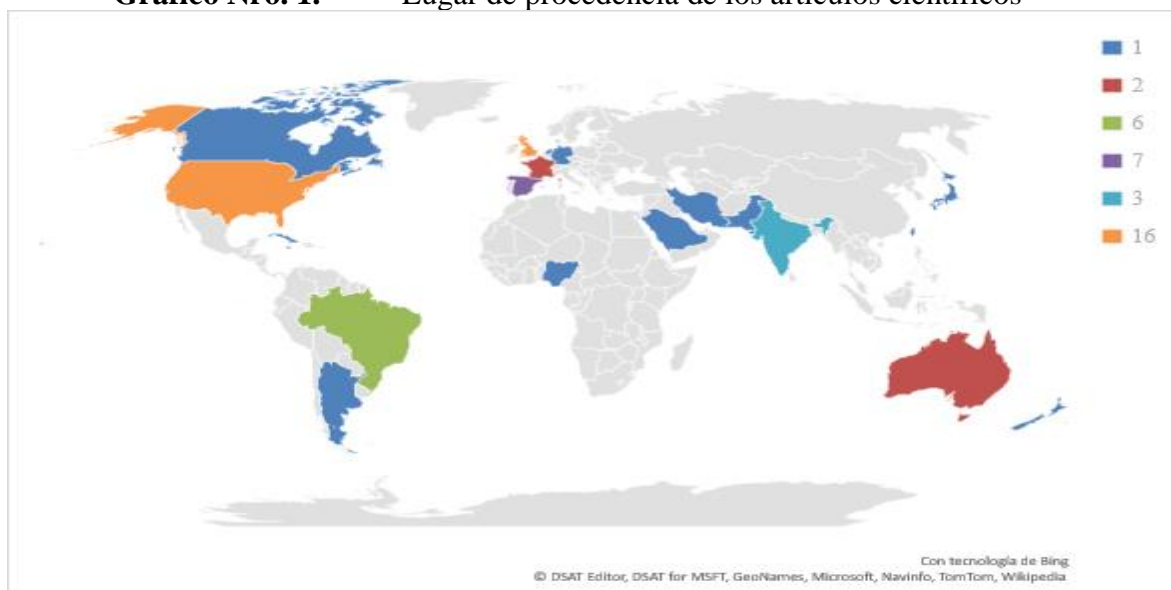 Gráfico Nro. 1. Lugar de procedencia de los artículos científicos
1
2
6
7
3
16
Con tecnología de Bing
© DSAT Editor, DSAT for MSFT, GeoNames, Microsoft, Navinfo, TomTom, Wikipedia